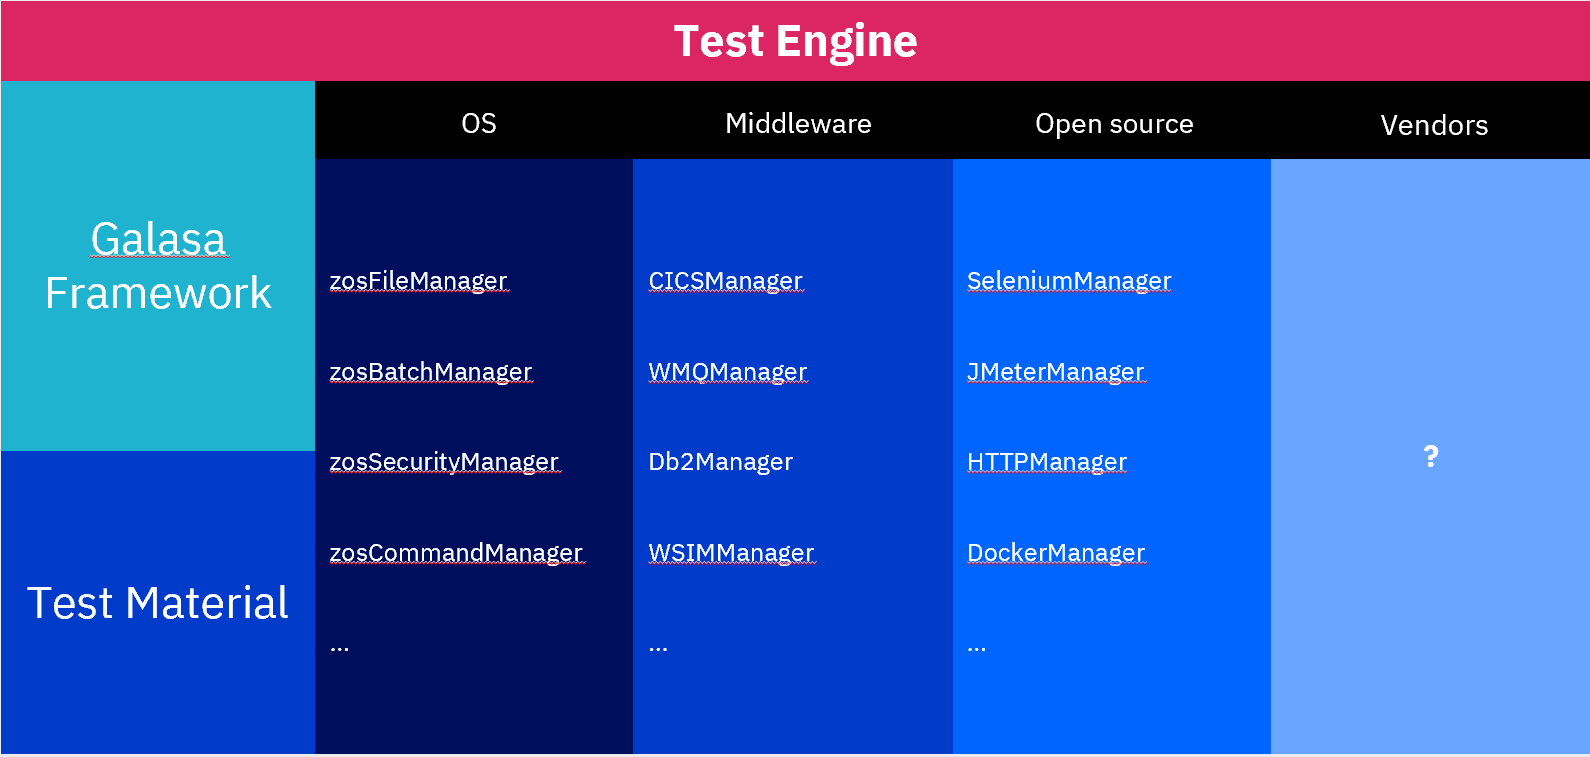 Test Engine
OS
Middleware
Open source
Vendors
Galasa
Framework
Test Material
zosFileManager
zosBatchManager
zosSecurityManager
zosCommandManager
...
CICSManager
WMQManager
Db2Manager
WSIMManager
...
SeleniumManager
JMeterManager
HTTPManager
DockerManager
...
?